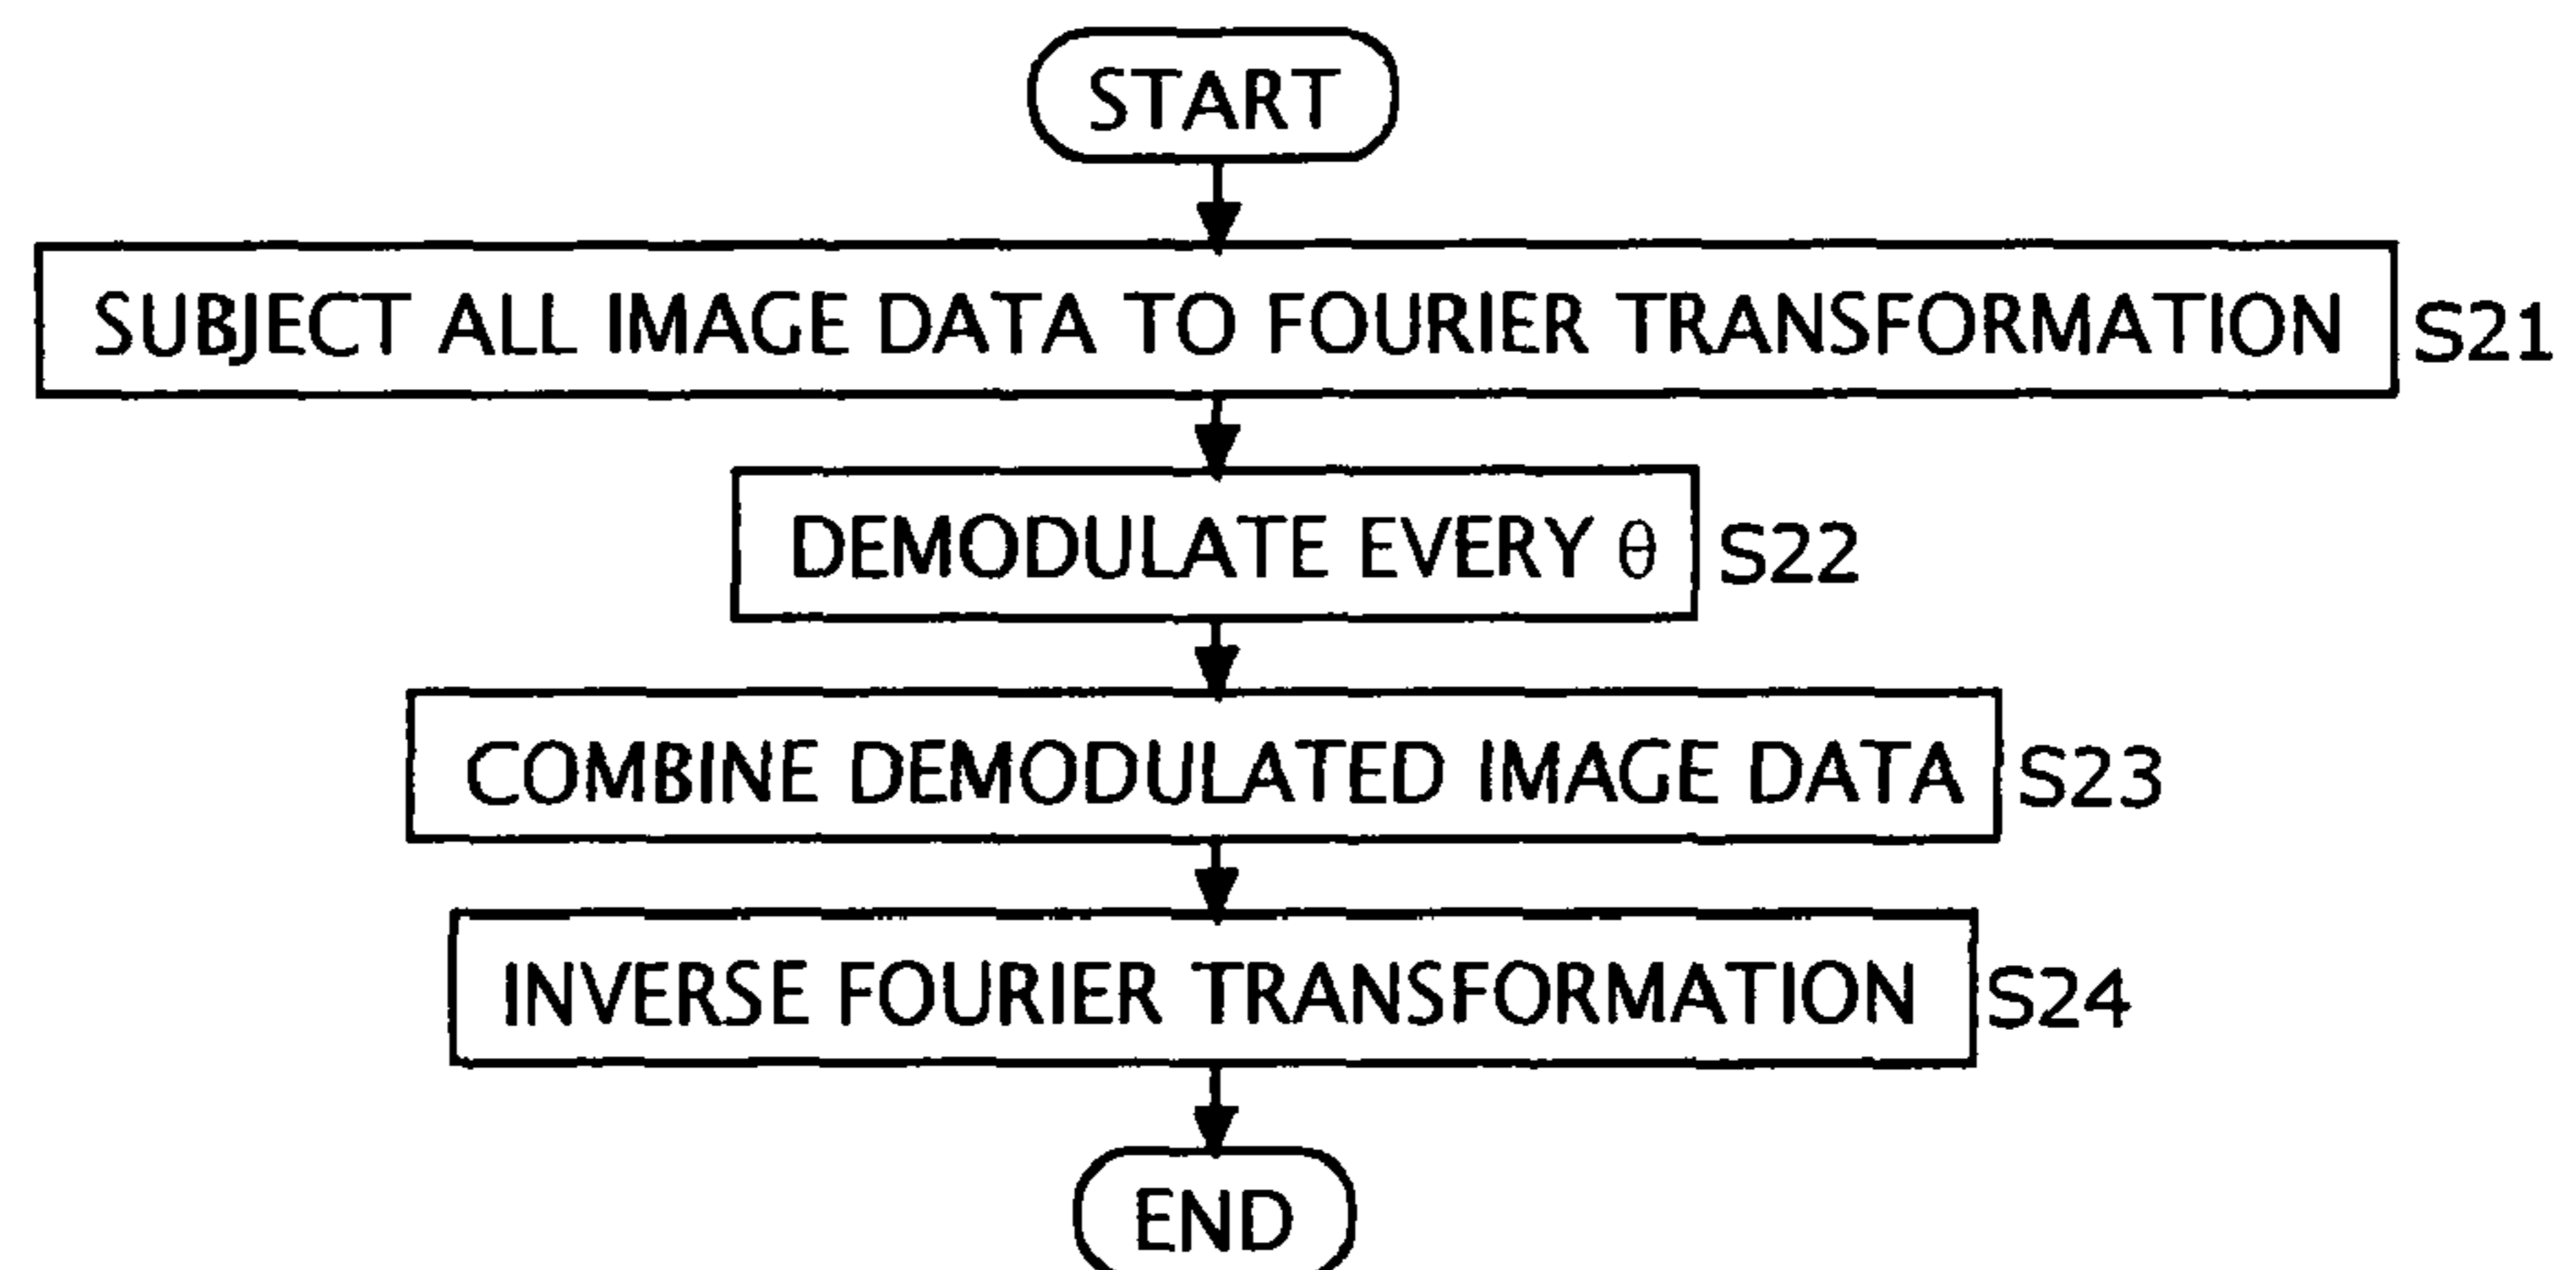 START
SUBJECT ALL IMAGE DATA TO FOURIER TRANSFORMATION S21
DEMODULATE EVERY θ S22
COMBINE DEMODULATED IMAGE DATA S23
INVERSE FOURIER TRANSFORMATION S24
END